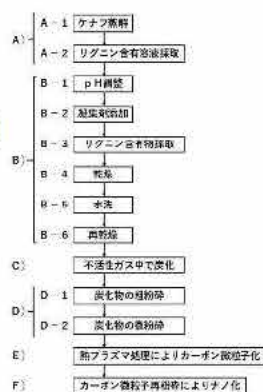 A)
A-1 ケナフ蒸解
A-2 リグニン含有溶液採取
B)
B-1 pH調整
B-2 凝集剤添加
B-3 リグニン含有物採取
B-4 乾燥
B-5 水洗
B-6 再乾燥
C) 不活性ガス中で炭化
D)
D-1 炭化物の粗粉砕
D-2 炭化物の微粉砕
E) 熱プラズマ処理によりカーボン微粒子化
F) カーボン微粒子再粉砕によりナノ化